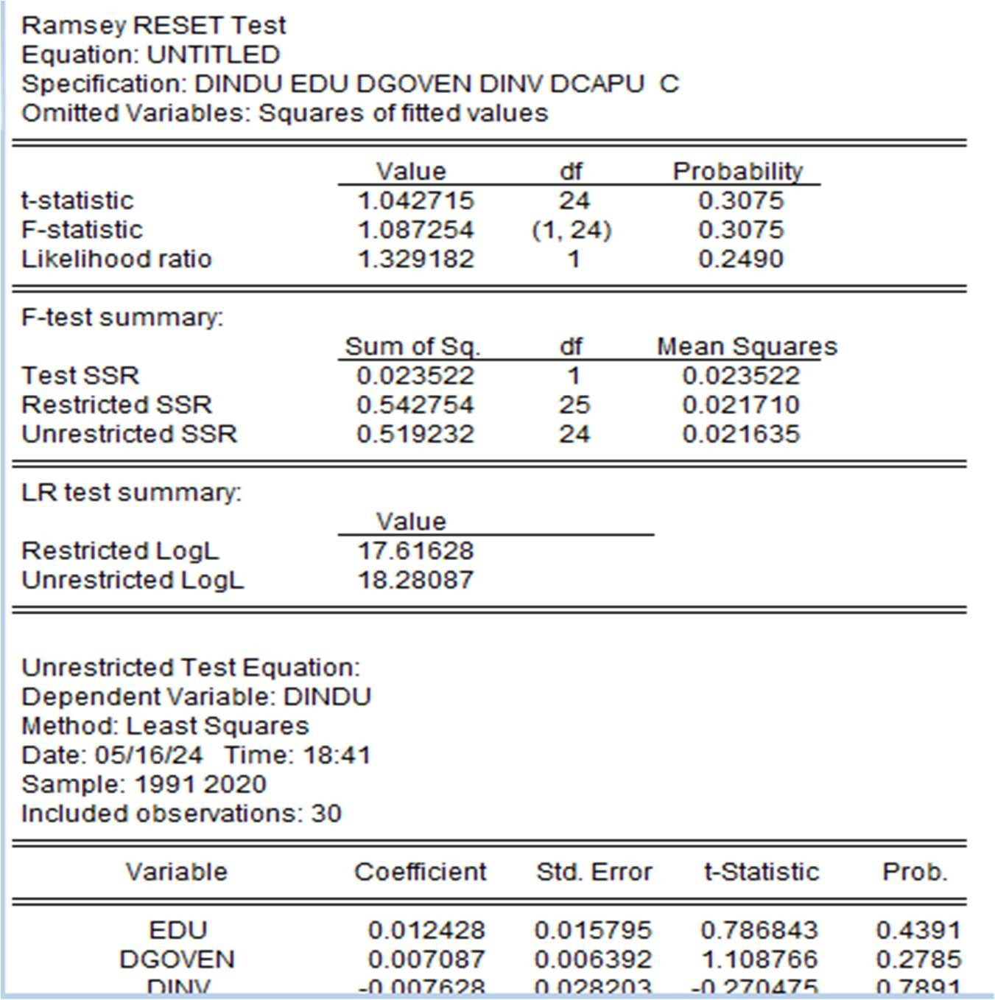 Ramsey RESET Test
Equation: UNTITLED
Specification: DINDU EDU DGOVEN DINV DCAPU  C
Omitted Variables: Squares of fitted values
Value df Probability
t-statistic 1.042715 24 0.3075
F-statistic 1.087254 (1, 24) 0.3075
Likelihood ratio 1.329182 1 0.2490
F-test summary:
Sum of Sq. df Mean Squares
Test SSR 0.023522 1 0.023522
Restricted SSR 0.542754 25 0.021710
Unrestricted SSR 0.519232 24 0.021635
LR test summary:
Value
Restricted LogL 17.61628
Unrestricted LogL 18.28087
Unrestricted Test Equation:
Dependent Variable: DINDU
Method: Least Squares
Date: 05/16/24   Time: 18:41
Sample: 1991 2020
Included observations: 30
Variable Coefficient Std. Error t-Statistic Prob.
EDU 0.012428 0.015795 0.786843 0.4391
DGOVEN 0.007087 0.006392 1.108766 0.2785
DINV -0.007628 0.028203 -0.270475 0.7891